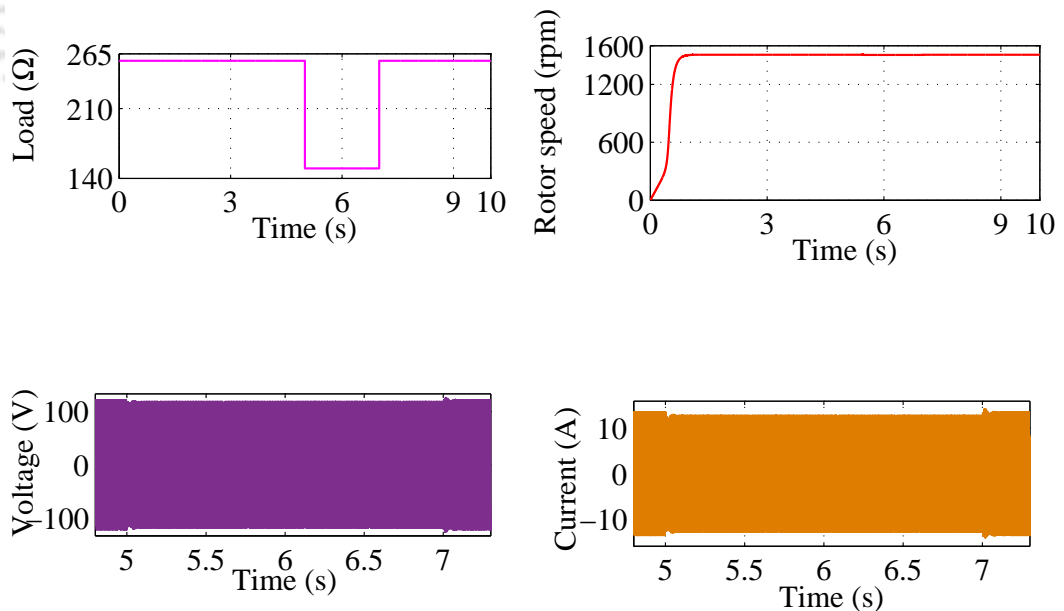 Load (Ω)
265
210
140
0 3 6 9 10
Time (s)
Rotor speed (rpm)
1600
1200
600
0
0 3 6 9 10
Time (s)
Voltage (V)
100
0
−100
5 5.5 6 6.5 7
Time (s)
Current (A)
10
0
−10
5 5.5 6 6.5 7
Time (s)